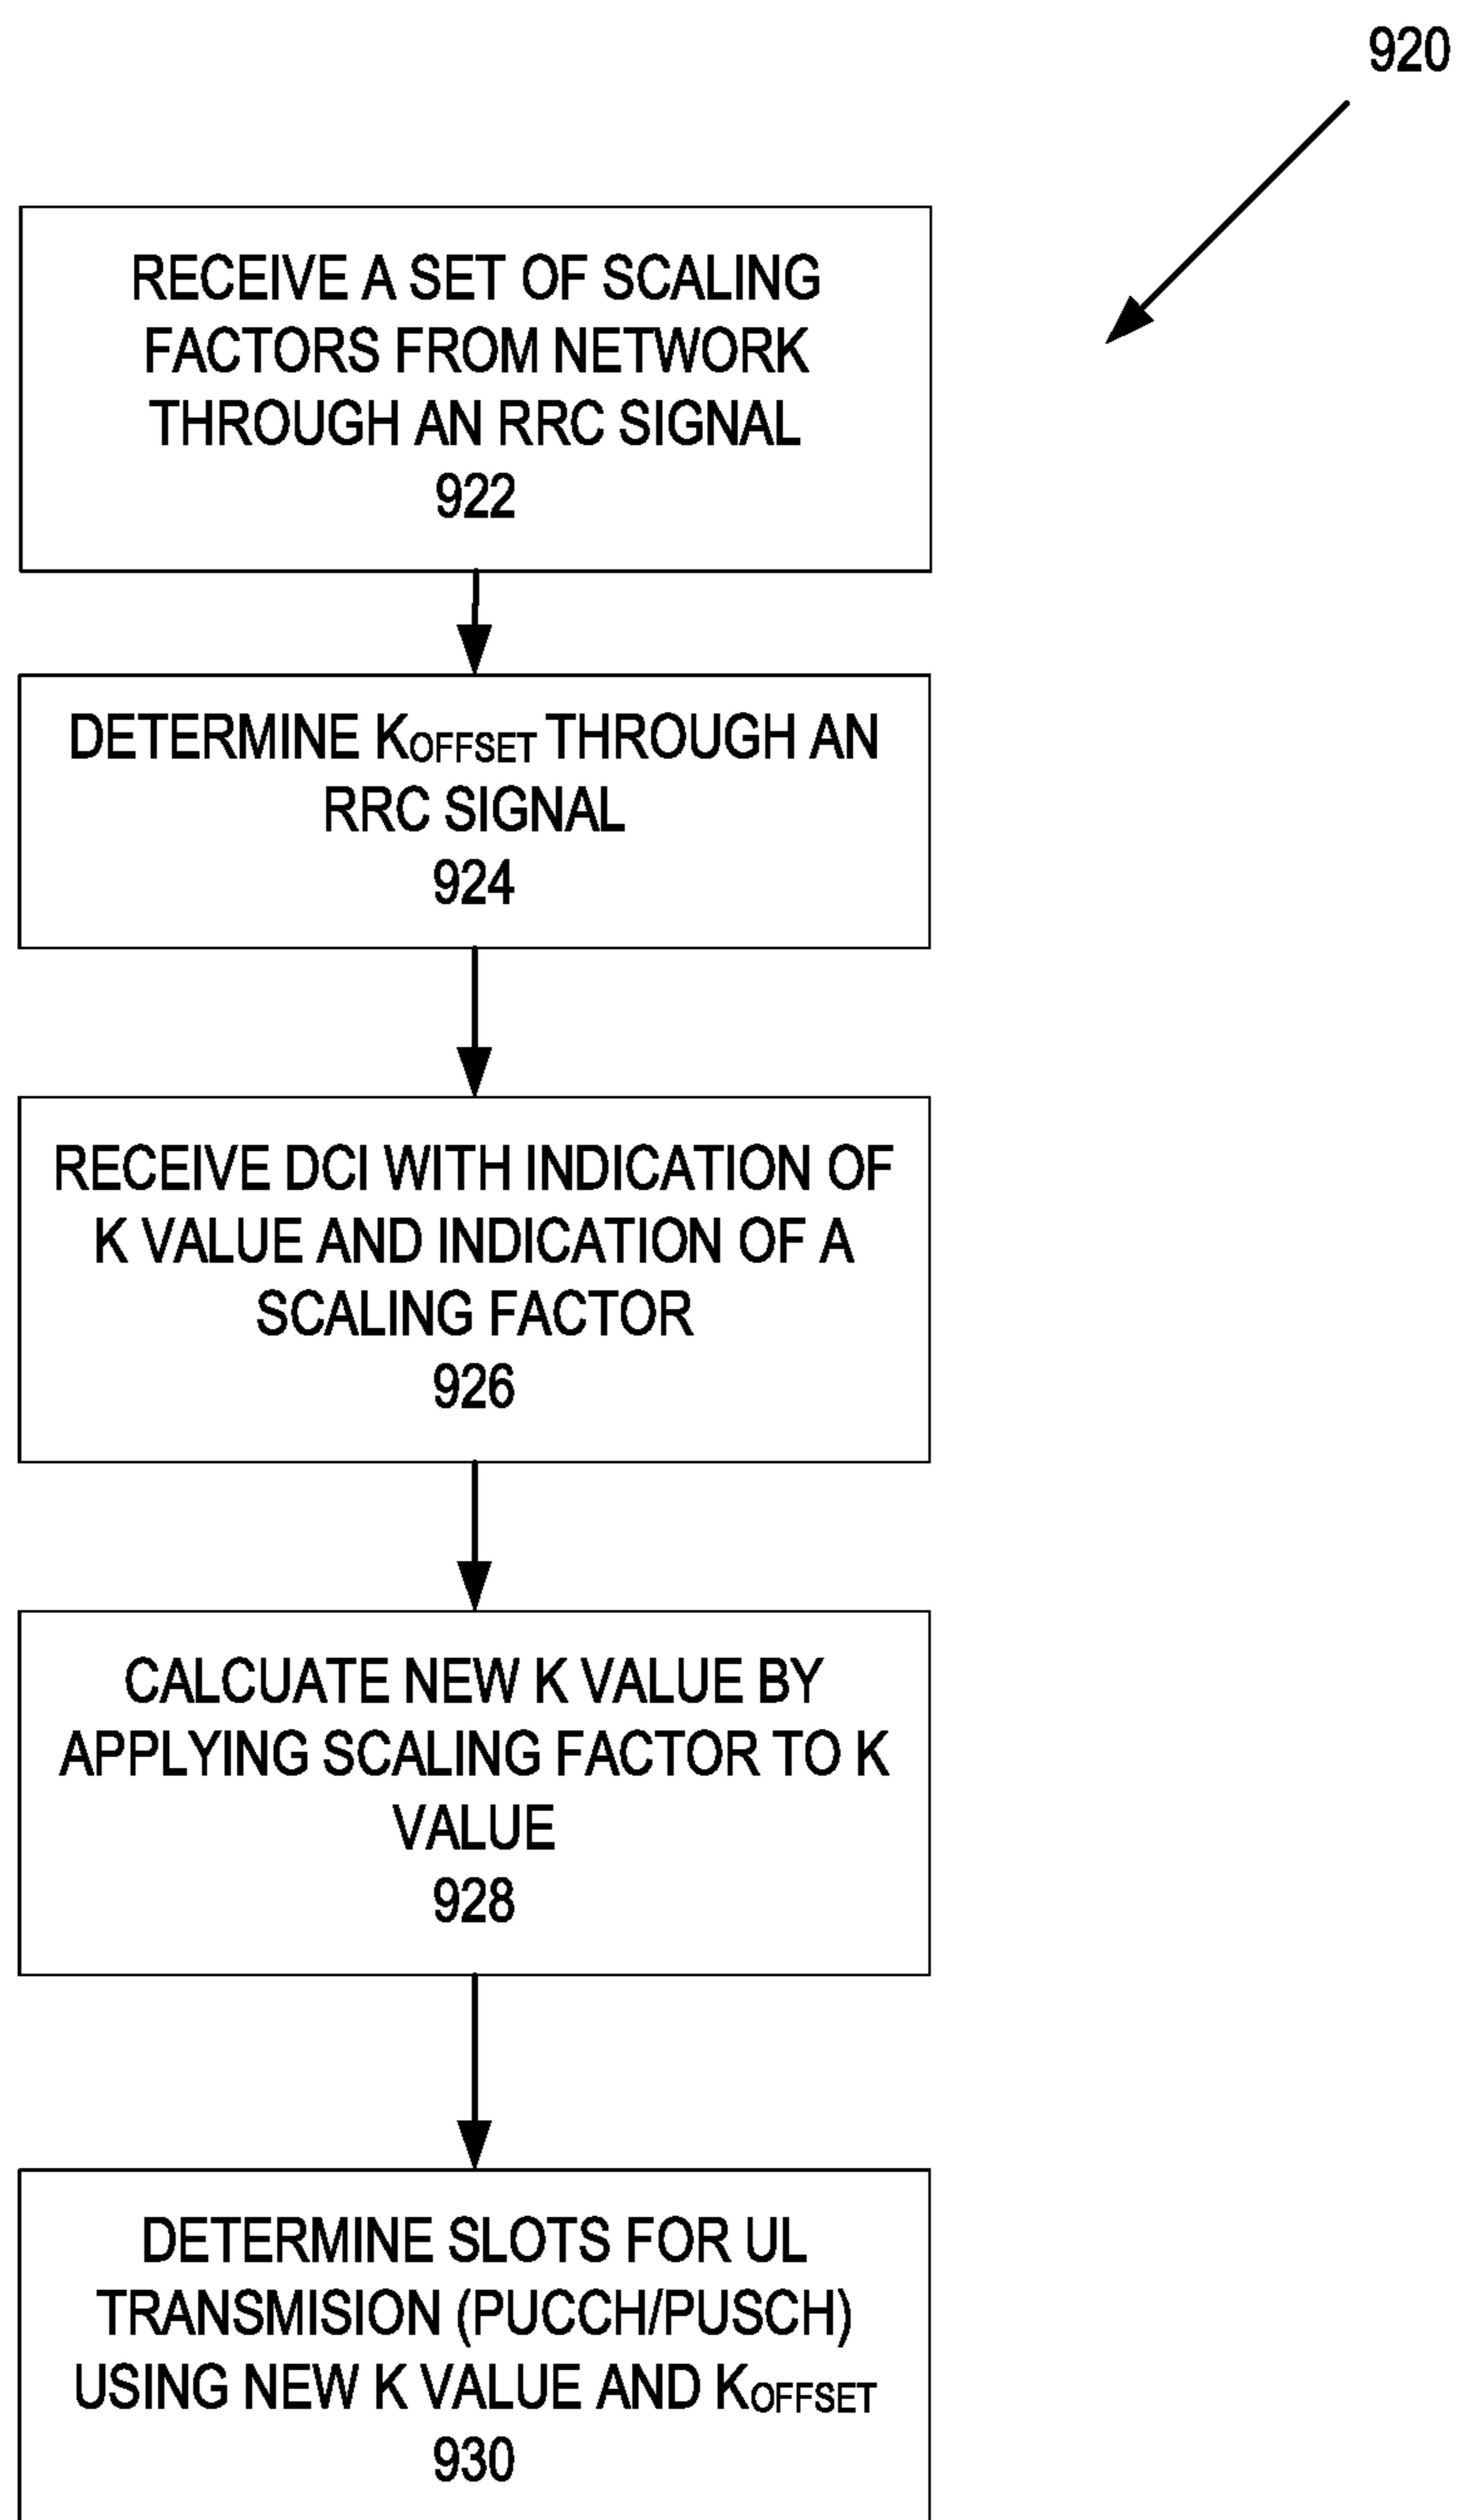 920
RECEIVE A SET OF SCALING
FACTORS FROM NETWORK
THROUGH AN RRC SIGNAL
922
DETERMINE KOFFSET THROUGH AN
RRC SIGNAL
924
RECEIVE DCI WITH INDICATION OF
K VALUE AND INDICATION OF A
SCALING FACTOR
926
CALCUATE NEW K VALUE BY
APPLYING SCALING FACTOR TO K
VALUE
928
DETERMINE SLOTS FOR UL
TRANSMISION (PUCCH/PUSCH)
USING NEW K VALUE AND KOFFSET
930